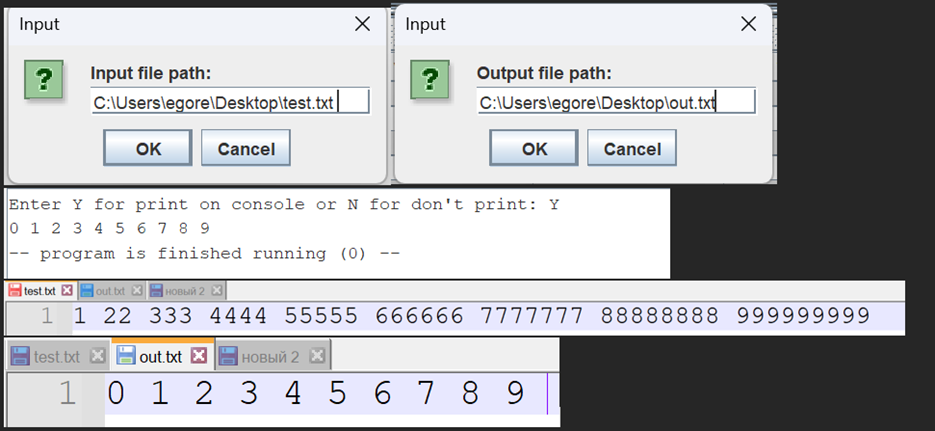 Input
Input file path:
C:\Users\egore\Desktop\test.txt
OK Cancel
Input
Output file path:
C:\Users\egore\Desktop\out.txt
OK Cancel
Enter Y for print on console or N for don't print: Y
0 1 2 3 4 5 6 7 8 9
-- program is finished running (0) --
test.txt out.txt новый 2
1 1 22 333 4444 55555 666666 7777777 88888888 999999999
test.txt out.txt новый 2
1 0 1 2 3 4 5 6 7 8 9